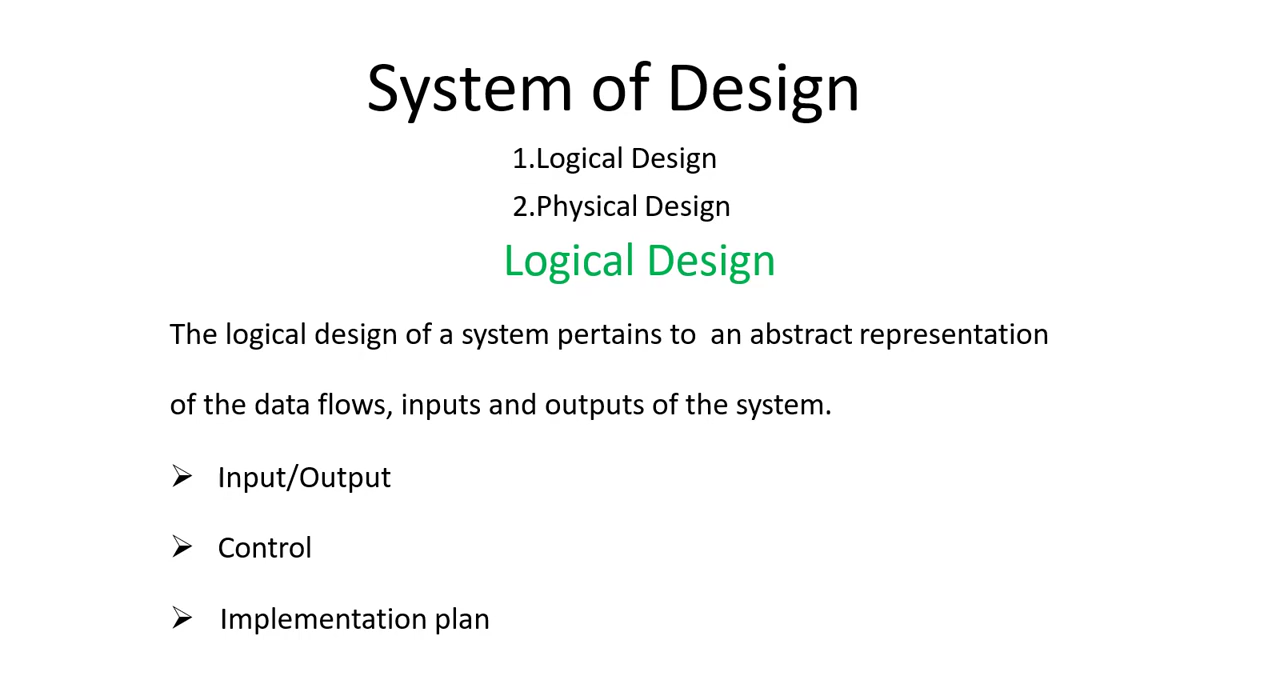 System of Design
1.Logical Design
2.Physical Design
Logical Design
The logical design of a system pertains to  an abstract representation
of the data flows, inputs and outputs of the system.
➢ Input/Output
➢ Control
➢ Implementation plan